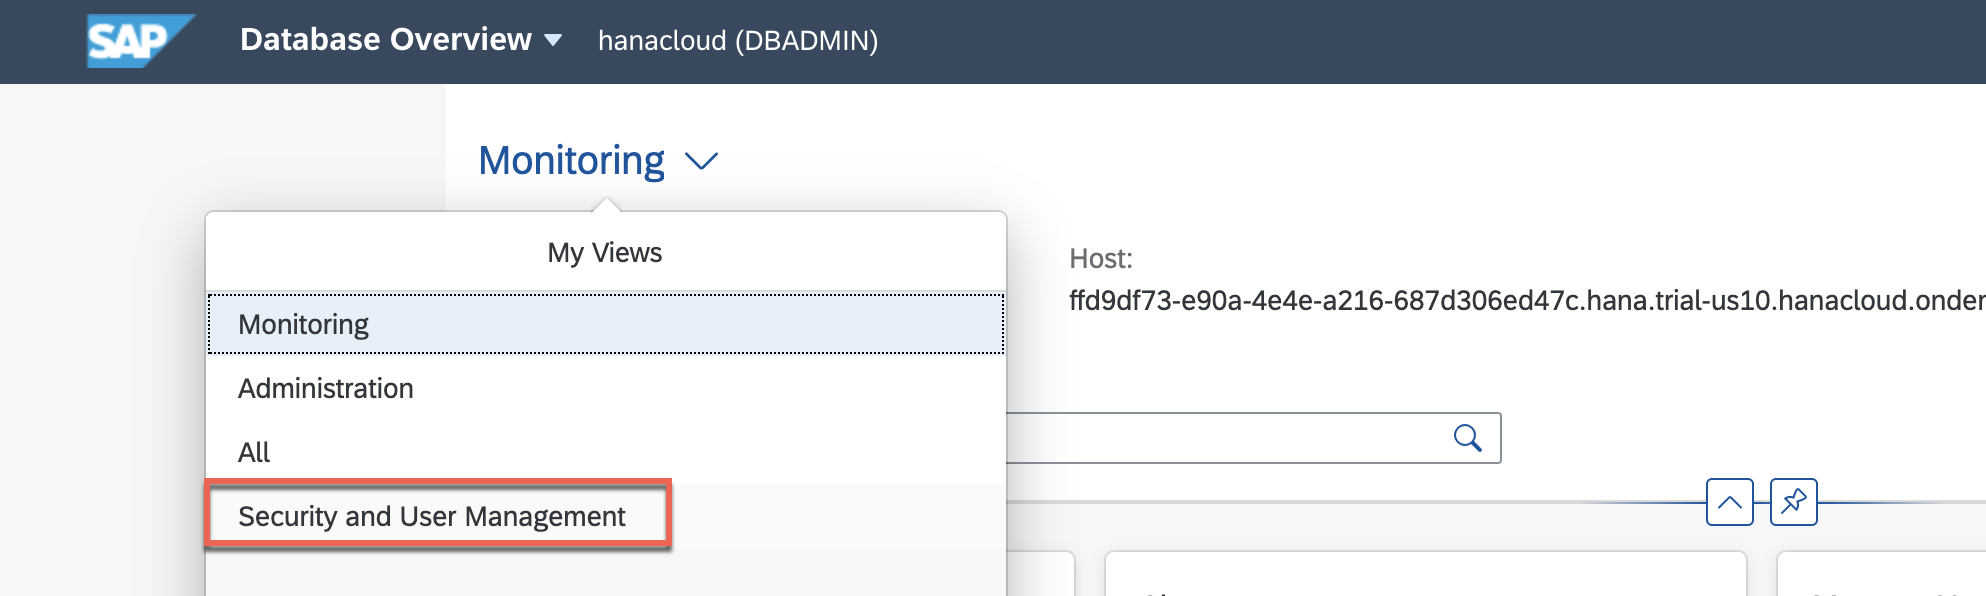 SAP Database Overview hanacloud (DBADMIN)
Monitoring
My Views
Monitoring
Administration
All
Security and User Management
Host:
ffd9df73-e90a-4e4e-a216-687d306ed47c.hana.trial-us10.hanacloud.onder